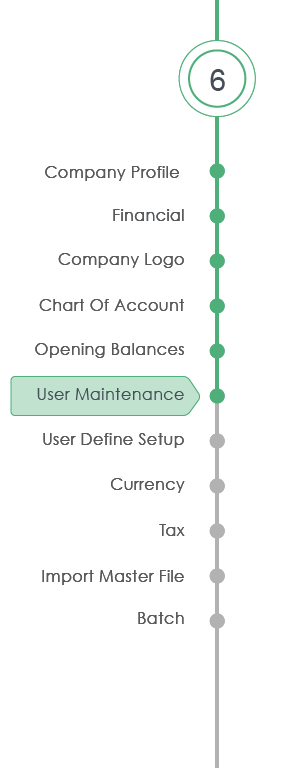 6
Company Profile
Financial
Company Logo
Chart Of Account
Opening Balances
User Maintenance
User Define Setup
Currency
Tax
Import Master File
Batch